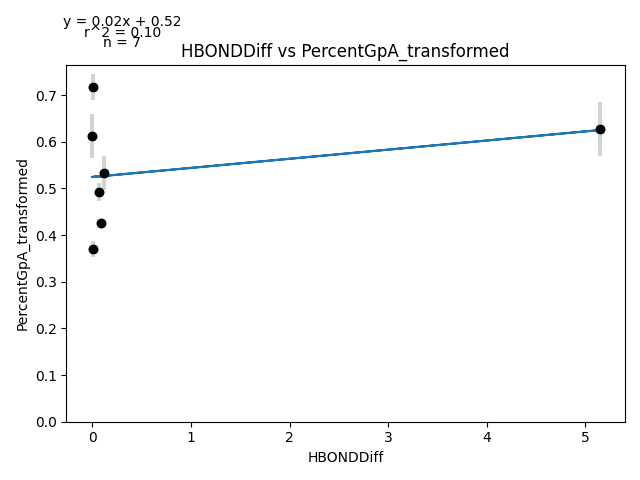 y = 0.02x + 0.52
r^2 = 0.10
n = 7
HBONDDiff vs PercentGpA_transformed
PercentGpA_transformed
0.7
0.6
0.5
0.4
0.3
0.2
0.1
0.0
0 1 2 3 4 5
HBONDDiff